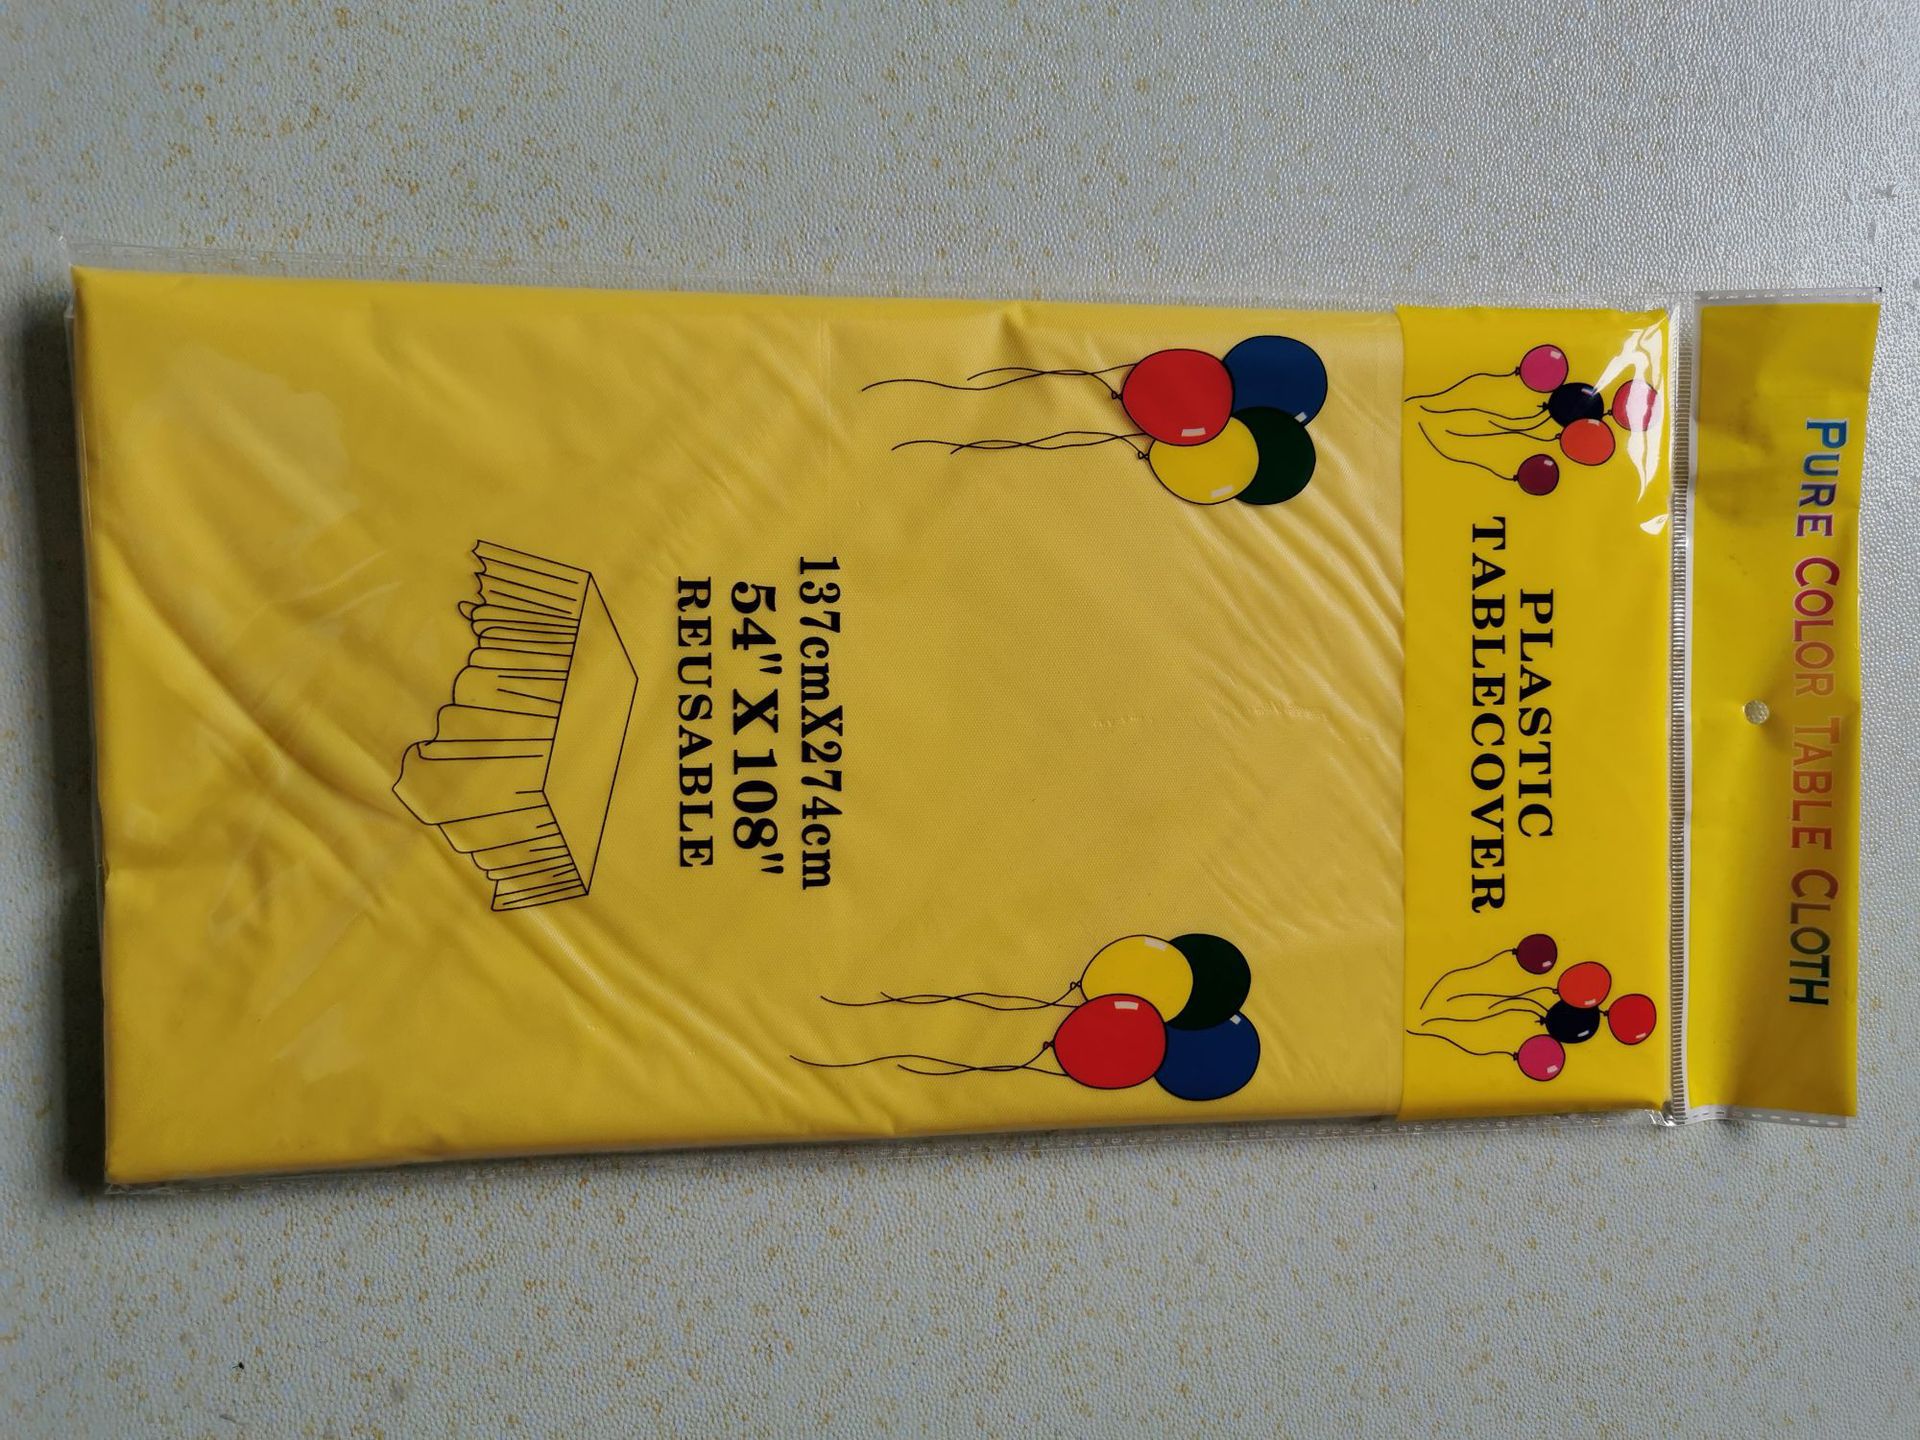 PURE COLOR TABLE CLOTH
PLASTIC
TABLECOVER
137cmX274cm
54" X 108"
REUSABLE